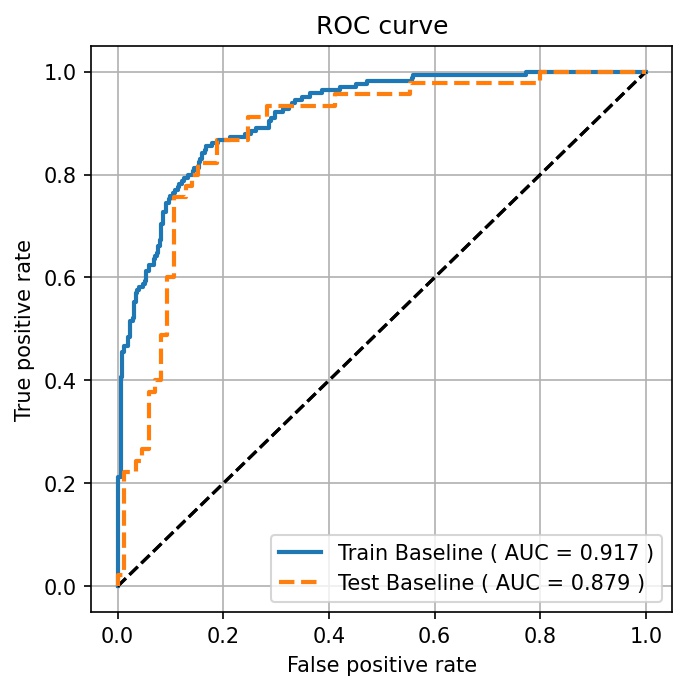 ROC curve
True positive rate
1.0
0.8
0.6
0.4
0.2
0.0
Train Baseline ( AUC = 0.917 )
Test Baseline ( AUC = 0.879 )
0.0 0.2 0.4 0.6 0.8 1.0
False positive rate